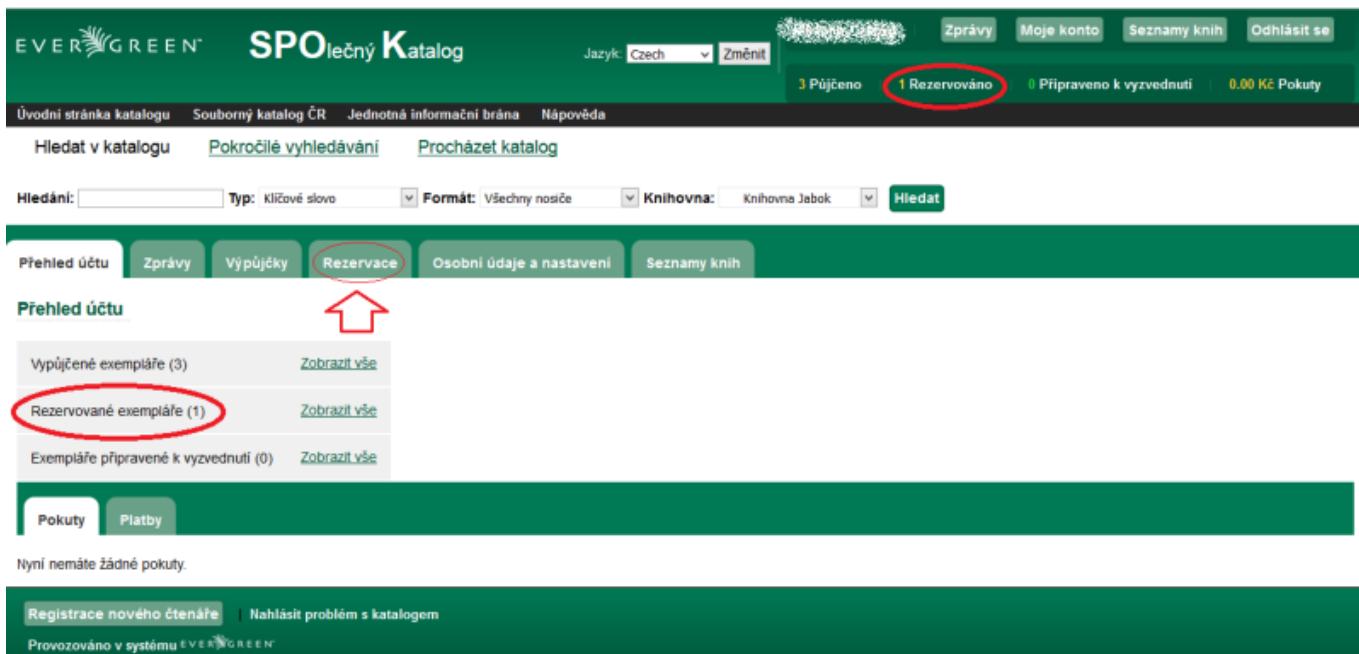 EVERGREEN SPOlečný Katalog
Jazyk: Czech Změnit
Zprávy Moje konto Seznamy knih Odhlásit se
3 Půjčeno 1 Rezervováno 0 Připraveno k vyzvednutí 0.00 Kč Pokuty
Úvodní stránka katalogu Souborný katalog ČR Jednotná informační brána Nápověda
Hledat v katalogu Pokročilé vyhledávání Procházet katalog
Hledání: Typ: Klíčové slovo Formát: Všechny nosiče Knihovna: Knihovna Jabok Hledat
Přehled účtu Zprávy Výpůjčky Rezervace Osobní údaje a nastavení Seznamy knih
Přehled účtu
Vypůjčené exempláře (3) Zobrazit vše
Rezervované exempláře (1) Zobrazit vše
Exempláře připravené k vyzvednutí (0) Zobrazit vše
Pokuty Platby
Nyní nemáte žádné pokuty.
Registrace nového čtenáře | Nahlásit problém s katalogem
Provozováno v systému EVERGREEN